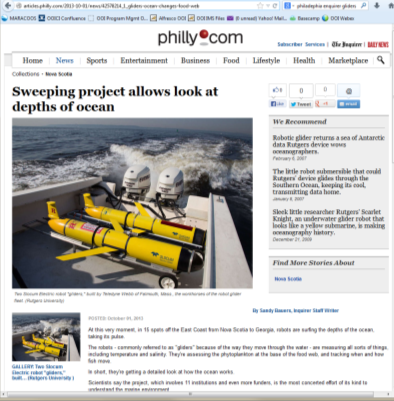 articles.philly.com/2013-10-01/news/42576214_1_gliders-ocean-changes-food-web
philadelphia enquirer gliders
MARACOOS OOICI Confluence OOI Program Mgmt O... Alfresco OOI OOI IMS Files (E unread) Yahoo! Mail... Basecamp OOI Wakes
philly.com
Subscriber Services | The Inquirer | DAILY NEWS
Home News Sports Entertainment Business Food Lifestyle Health Marketplace
Collections Nova Scotia
Sweeping project allows look at
depths of ocean
0 0
Like Tweet email
We Recommend
Robotic glider returns a sea of Antarctic
data Rutgers device wows
oceanographers.
February 8, 2007
The little robot submersible that could
Rutgers' device glides through the
Southern Ocean, keeping its cool,
transmitting data home.
January 8, 2007
Sleek little researcher Rutgers' Scarlet
Knight, an underwater glider robot that
looks like a yellow submarine, is making
oceanography history.
December 21, 2009
Find More Stories About
Nova Scotia
Two Slocum Electric robot "gliders," built by Teledyne Webb of Falmouth, Mass., the workhorses of the robot glider
fleet. (Rutgers University)
By Sandy Bauers, Inquirer Staff Writer
POSTED: October 01, 2013
GALLERY: Two Slocum
Electric robot "gliders,"
built... (Rutgers University )
At this very moment, in 15 spots off the East Coast from Nova Scotia to Georgia, robots are surfing the depths of the ocean,
taking its pulse.
The robots - commonly referred to as "gliders" because of the way they move through the water - are measuring all sorts of things,
including temperature and salinity. They're assessing the phytoplankton at the base of the food web, and tracking when and how
fish move.
In short, they're getting a detailed look at how the ocean works.
Scientists say the project, which involves 11 institutions and even more funders, is the most concerted effort of its kind to
understand the marine environment.